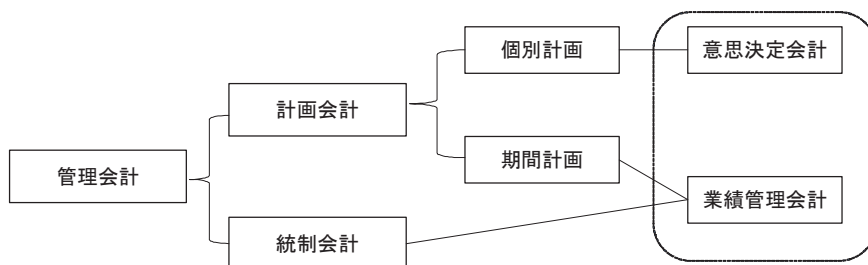 個別計画
意思決定会計
計画会計
期間計画
管理会計
業績管理会計
統制会計